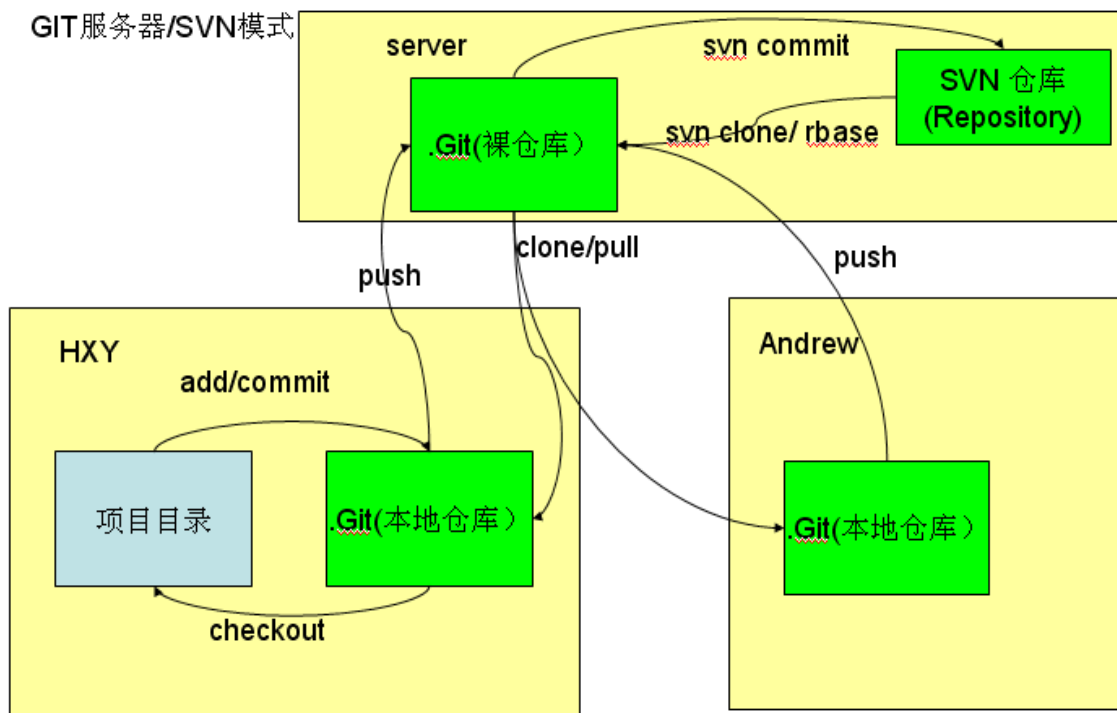 GIT服务器/SVN模式
server
svn commit
SVN 仓库
(Repository)
.Git(裸仓库）
svn clone/ rbase
clone/pull
push
push
HXY
Andrew
add/commit
项目目录
.Git(本地仓库）
.Git(本地仓库）
checkout